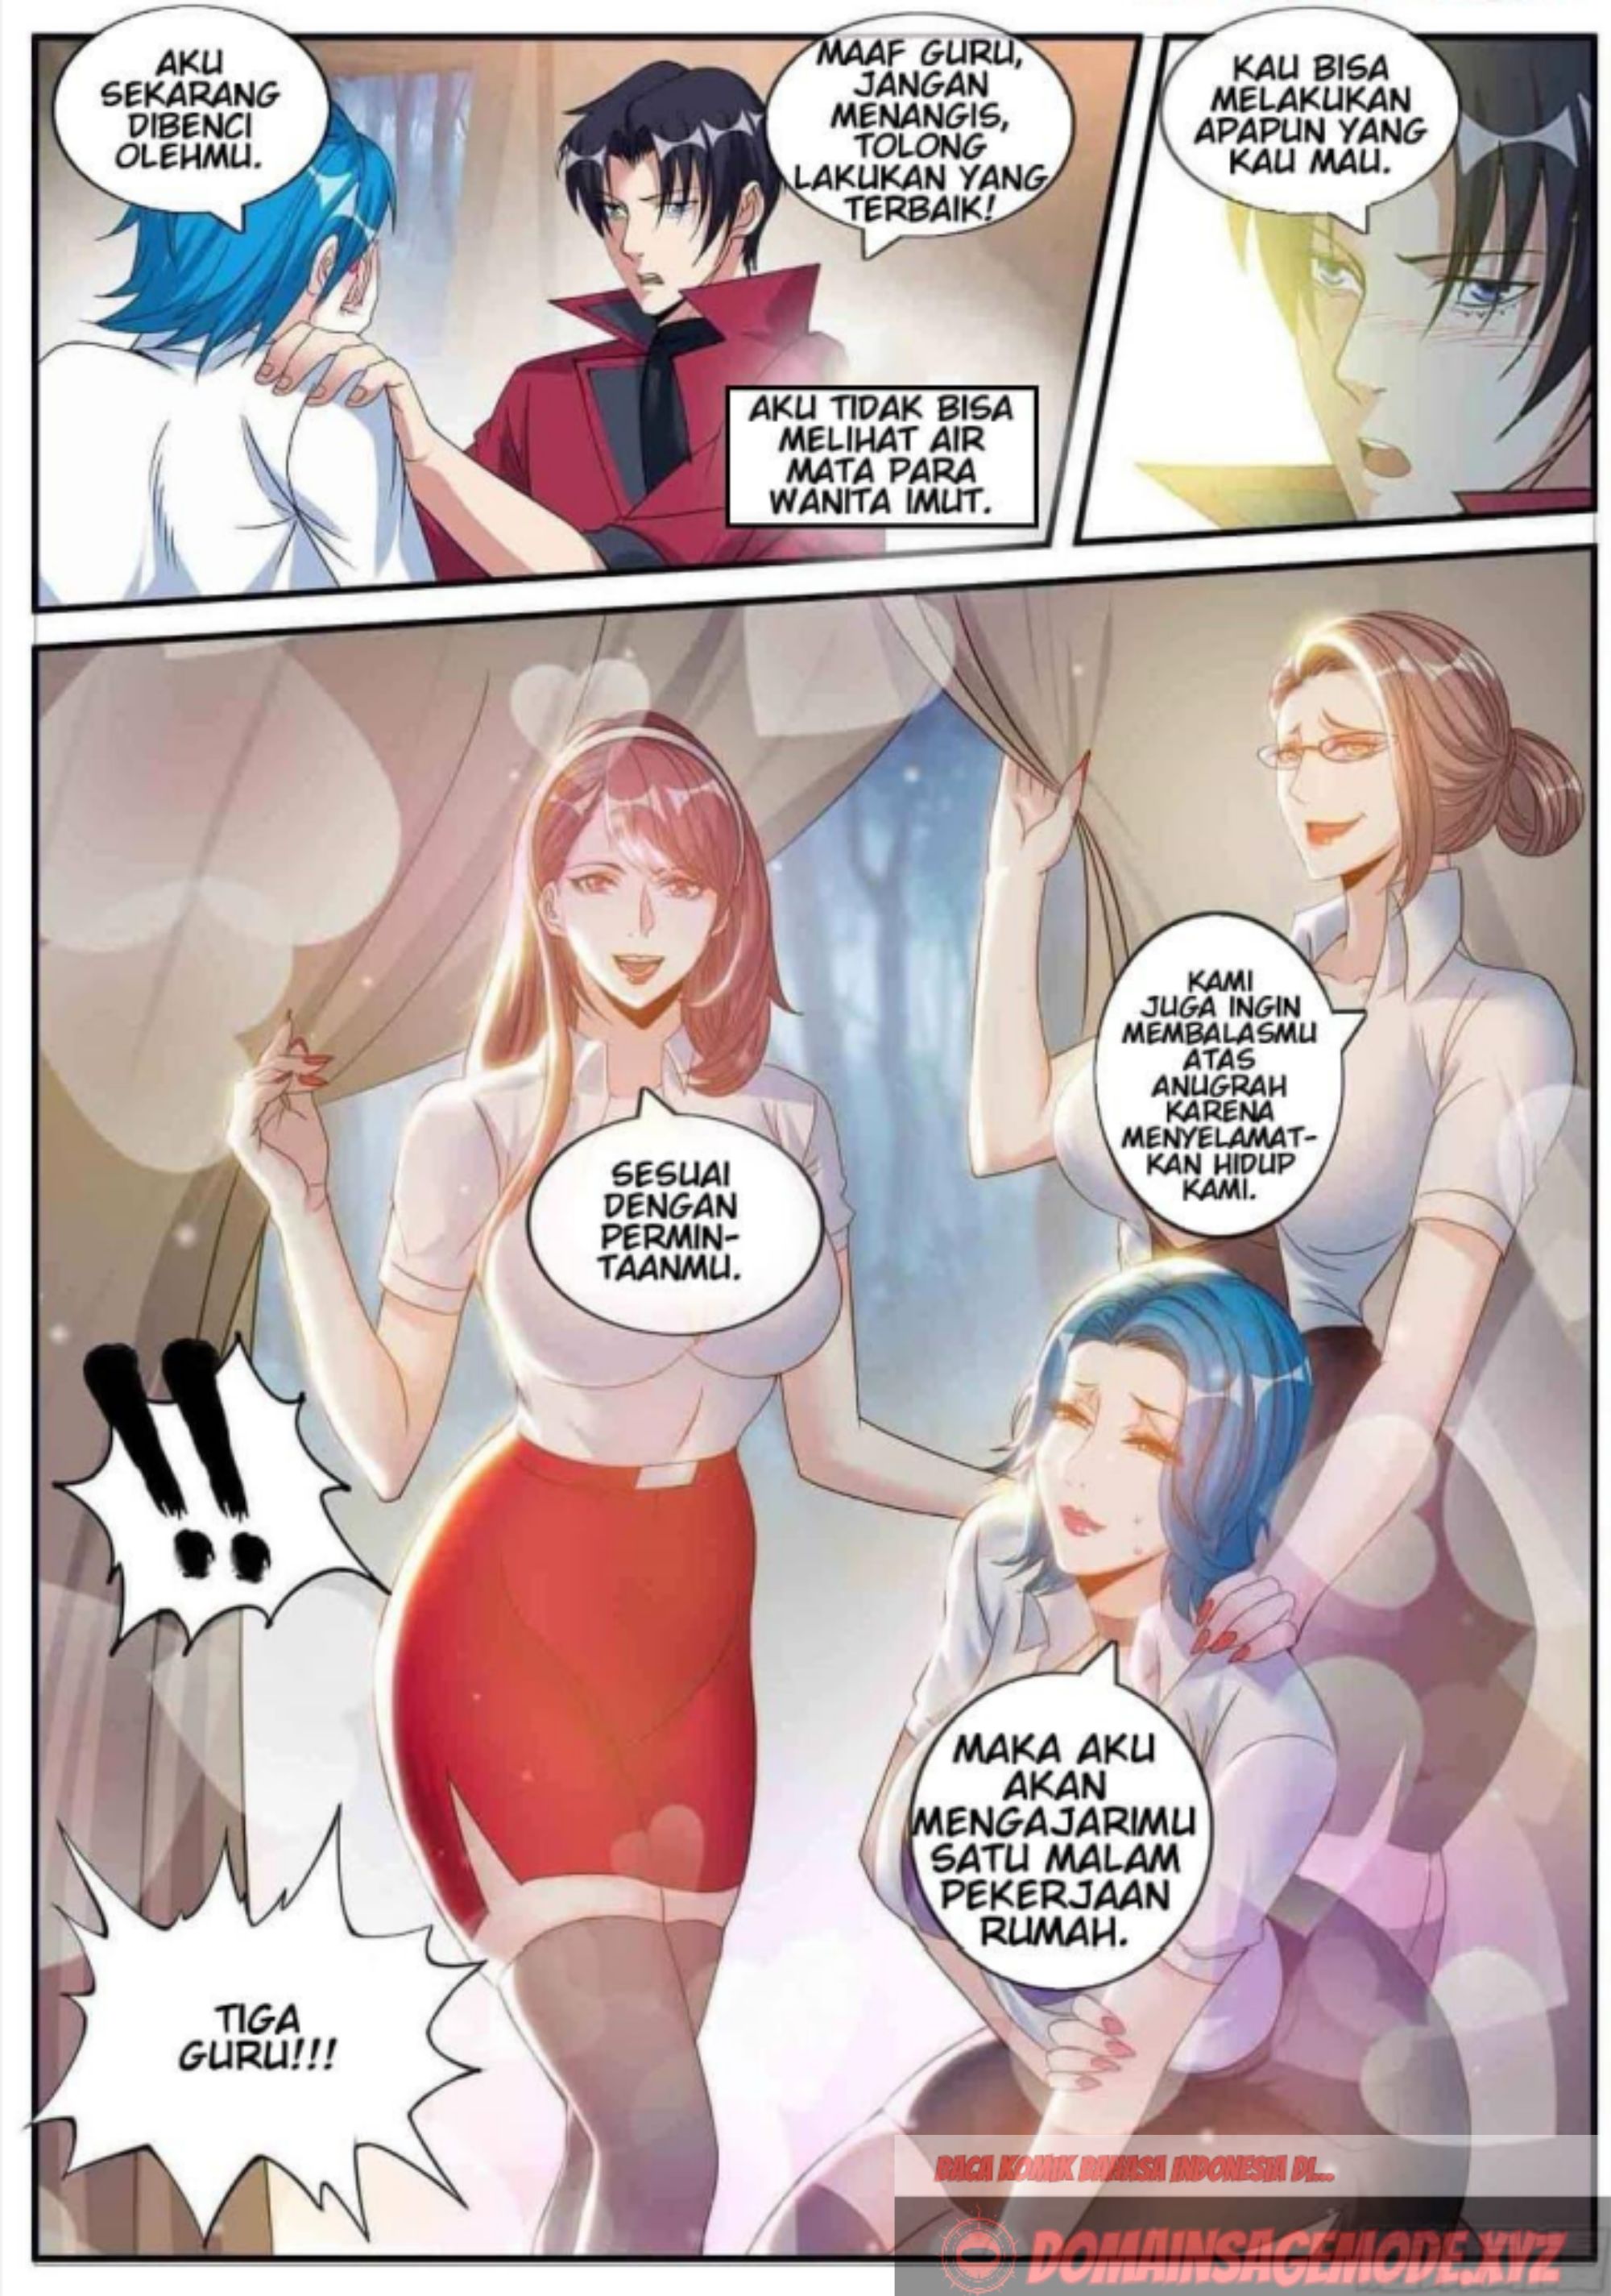 AKU
SEKARANG
DIBENCI
OLEHMU.
MAAF GURU,
JANGAN
MENANGIS,
TOLONG
LAKUKAN YANG
TERBAIK!
AKU TIDAK BISA
MELIHAT AIR
MATA PARA
WANITA IMUT.
KAU BISA
MELAKUKAN
APAPUN YANG
KAU MAU.
KAMI
JUGA INGIN
MEMBALASMU
ATAS
ANUGRAH
KARENA
MENYELAMAT-
KAN HIDUP
KAMI.
SESUAI
DENGAN
PERMIN-
TAANMU.
!!
MAKA AKU
AKAN
MENGAJARIMU
SATU MALAM
PEKERJAAN
RUMAH.
TIGA
GURU!!!
BACA KOMIK BAHASA INDONESIA DI...
DOMAINSAGEMODE.XYZ